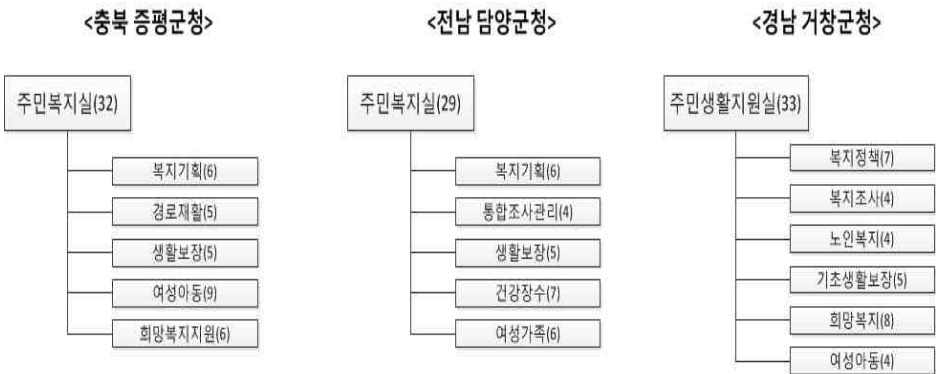 <충북 증평군청>
주민복지실(32)
복지기획(6)
경로재활(5)
생활보장(5)
여성아동(9)
희망복지지원(6)
<전남 담양군청>
주민복지실(29)
복지기획(6)
통합조사관리(4)
생활보장(5)
건강장수(7)
여성가족(6)
<경남 거창군청>
주민생활지원실(33)
복지정책(7)
복지조사(4)
노인복지(4)
기초생활보장(5)
희망복지(8)
여성아동(4)